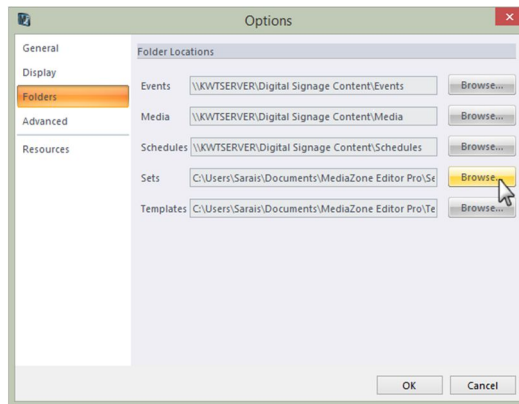 Options
General
Display
Folders
Advanced
Resources
Folder Locations
Events \\KWTSERVER\Digital Signage Content\Events Browse...
Media \\KWTSERVER\Digital Signage Content\Media Browse...
Schedules \\KWTSERVER\Digital Signage Content\Schedules Browse...
Sets C:\Users\Sarais\Documents\MediaZone Editor Pro\Se Browse...
Templates C:\Users\Sarais\Documents\MediaZone Editor Pro\Te Browse...
OK Cancel